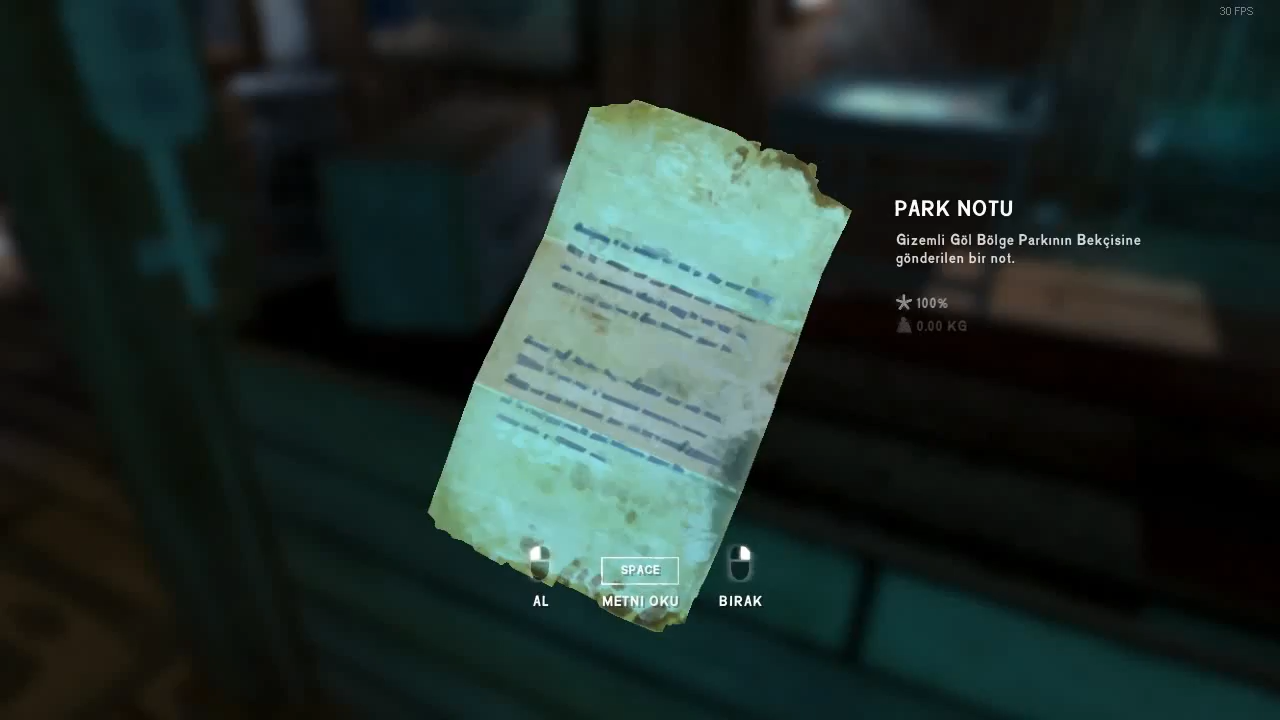 30 FPS
PARK NOTU
Gizemli Göl Bölge Parkının Bekçisine
gönderilen bir not.
100%
0.00 KG
SPACE
AL
METNI OKU
BIRAK